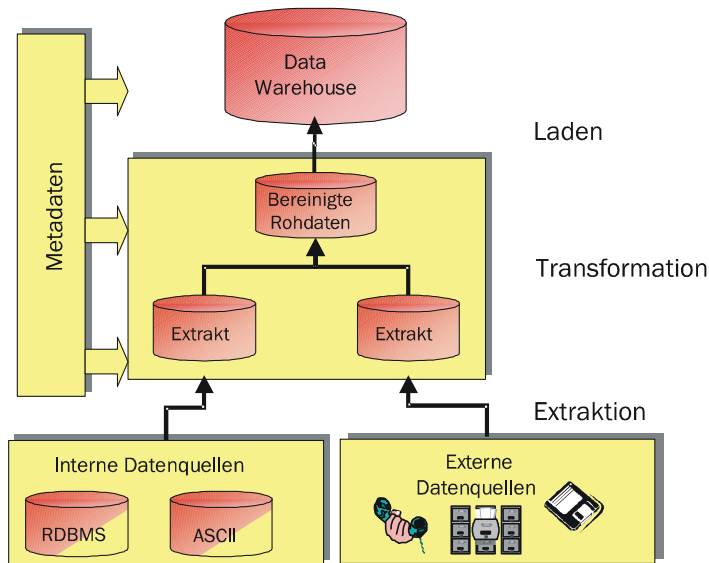 Data
Warehouse
Laden
Metadaten
Bereinigte
Rohdaten
Transformation
Extrakt
Extrakt
Extraktion
Interne Datenquellen
RDBMS
ASCII
Externe
Datenquellen